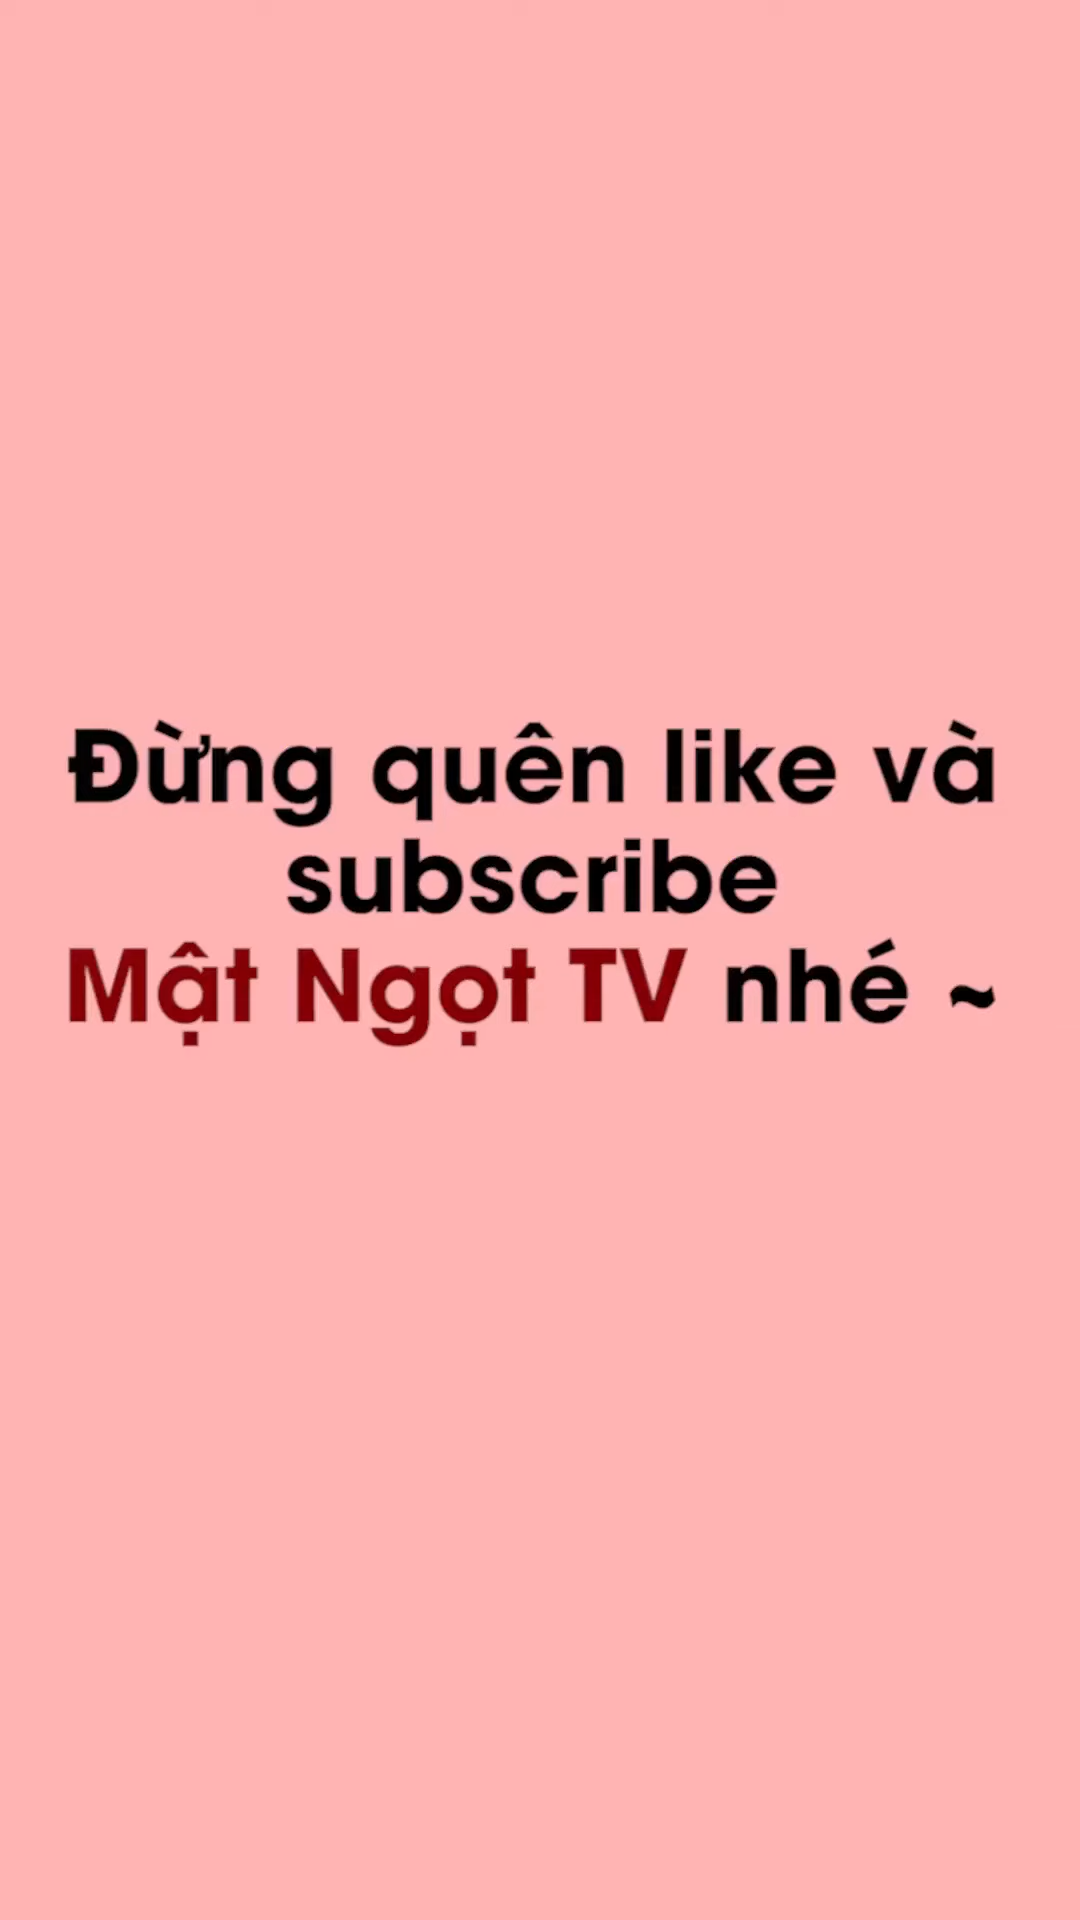 Đừng quên like và
subscribe
Mật Ngọt TV nhé ~